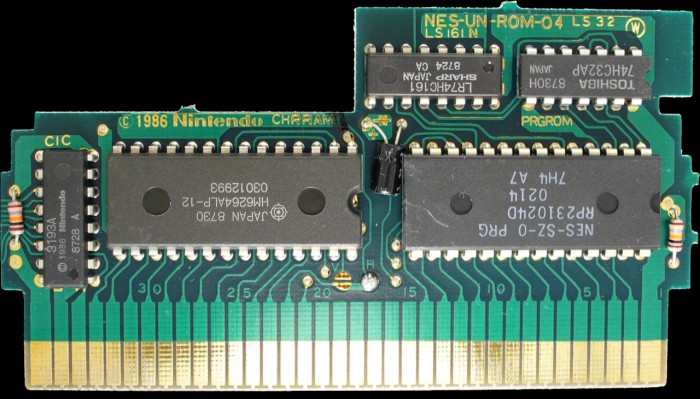 NES-UN-ROM-04 LS32
LS161N
W
LR74HC161
SHARP JAPAN
8724 CA
TOSHIBA
74HC32AP
JAPAN 8730H
© 1986 Nintendo CHRRAM
PRGROM
CIC
3193A
© 1986 Nintendo
8728 A
JAPAN 8730
HM6264ALP-12
03012993
NES-SZ-0 PRG
RP231024D
0214
7H4 A7
V H
30 25 20 15 5 1